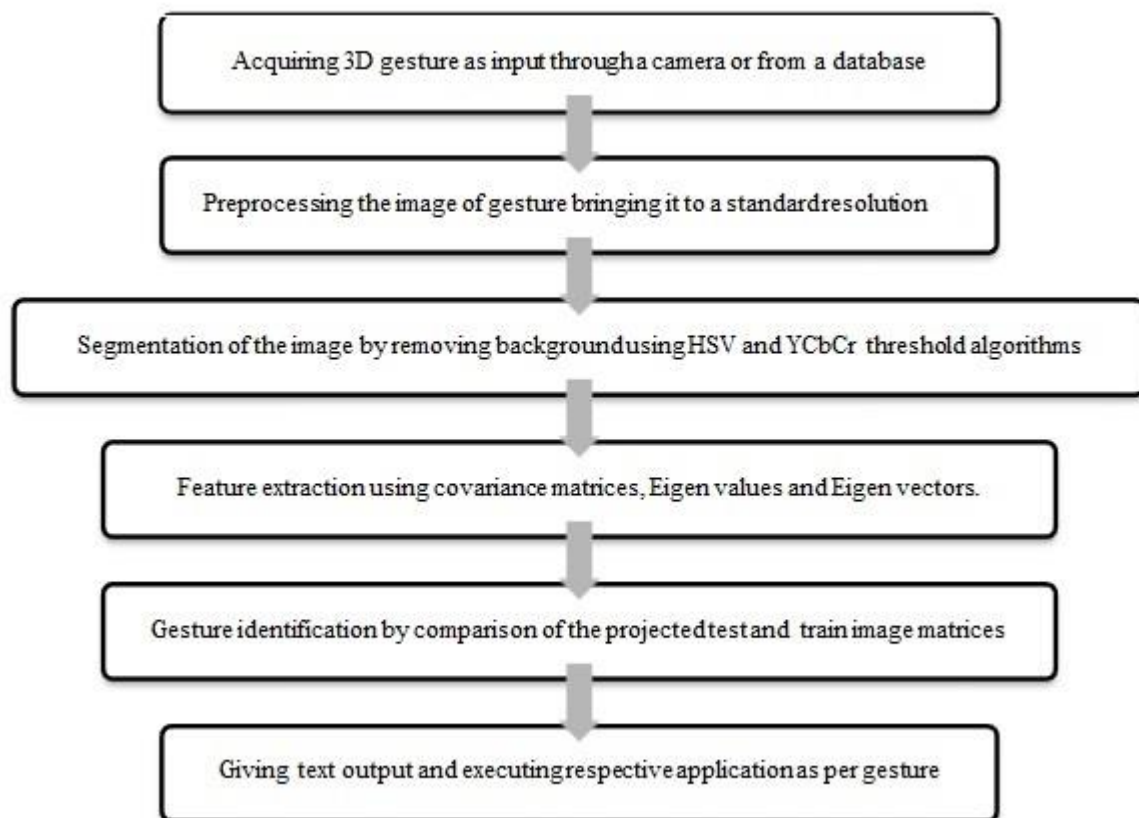 Acquiring 3D gesture as input through a camera or from a database
Preprocessing the image of gesture bringing it to a standard resolution
Segmentation of the image by removing background using HSV and YCbCr threshold algorithms
Feature extraction using covariance matrices, Eigen values and Eigen vectors.
Gesture identification by comparison of the projected test and train image matrices
Giving text output and executing respective application as per gesture